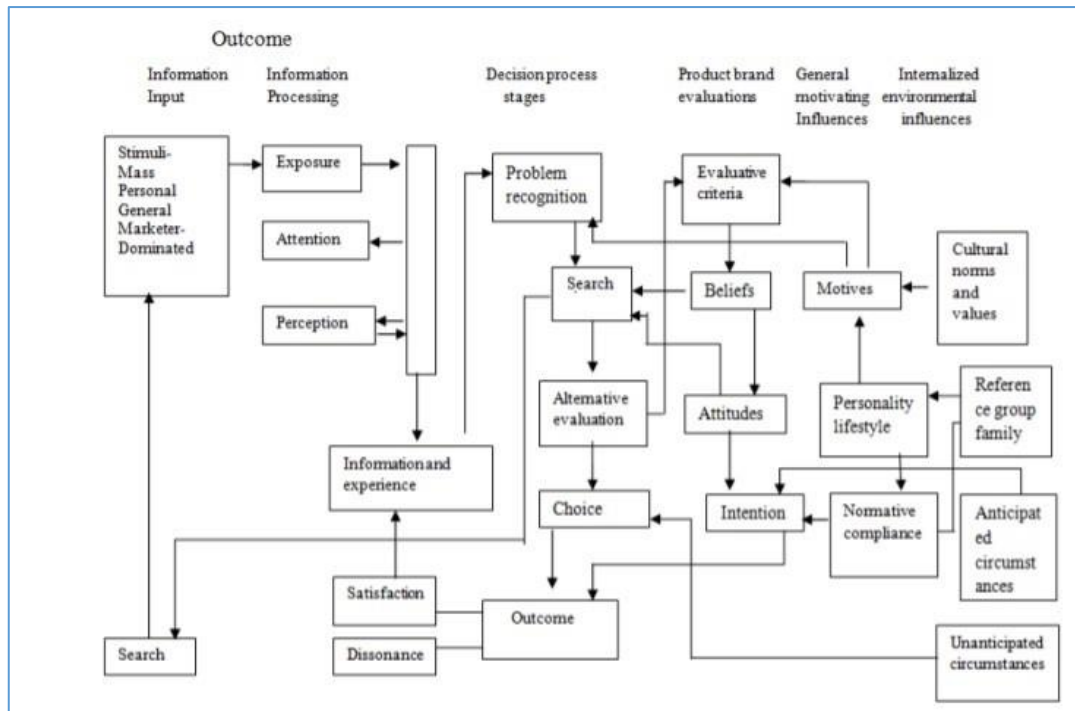 Outcome
Information
Input
Information
Processing
Decision process
stages
Product brand
evaluations
General
motivating
Influences
Internalized
environmental
influences
Stimuli-
Mass
Personal
General
Marketer-
Dominated
Exposure
Attention
Perception
Information and
experience
Satisfaction
Dissonance
Search
Problem
recognition
Search
Alternative
evaluation
Choice
Outcome
Evaluative
criteria
Beliefs
Attitudes
Intention
Motives
Personality
lifestyle
Normative
compliance
Cultural
norms
and
values
Referen
ce group
family
Anticipat
ed
circumst
ances
Unanticipated
circumstances